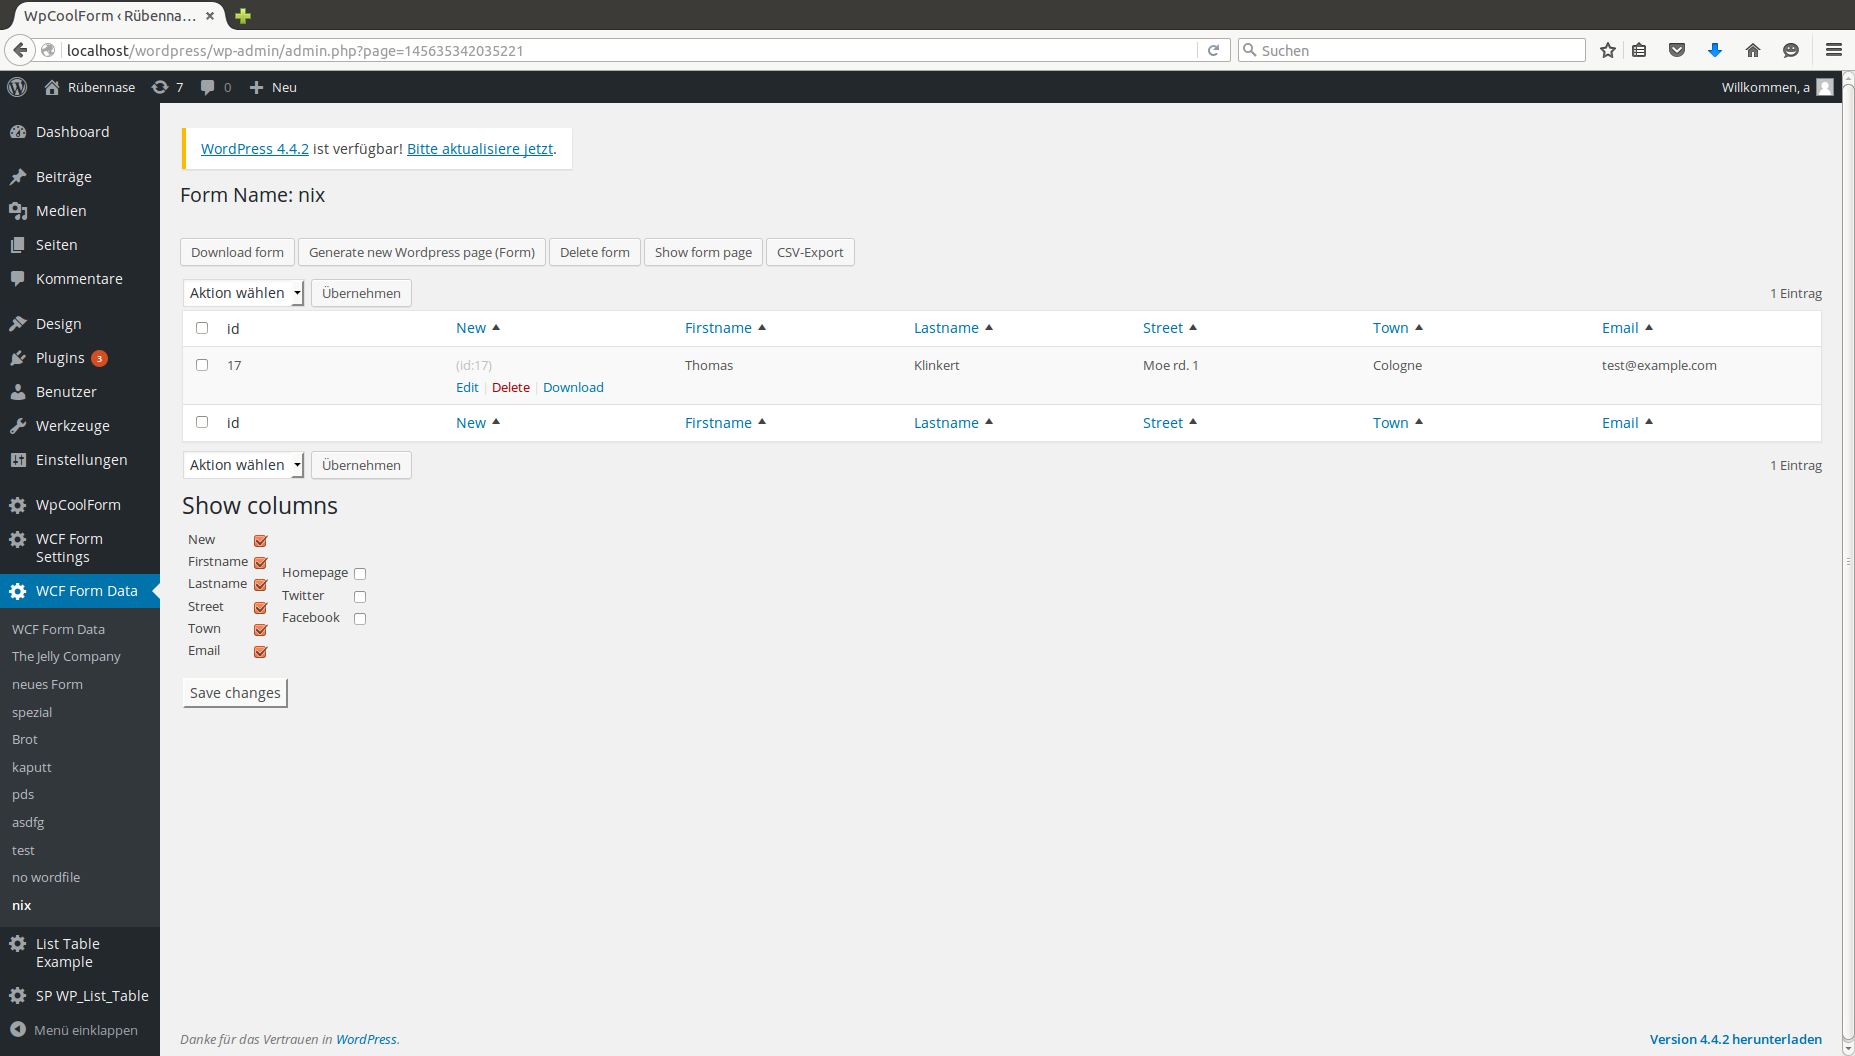 WpCoolForm ‹ Rübenna...
localhost/wordpress/wp-admin/admin.php?page=145635342035221
Suchen
Rübennase 7 0 Neu
Willkommen, a
Dashboard
Beiträge
Medien
Seiten
Kommentare
Design
Plugins 3
Benutzer
Werkzeuge
Einstellungen
WpCoolForm
WCF Form
Settings
WCF Form Data
WCF Form Data
The Jelly Company
neues Form
spezial
Brot
kaputt
pds
asdfg
test
no wordfile
nix
List Table
Example
SP WP_List_Table
Menü einklappen
WordPress 4.4.2 ist verfügbar! Bitte aktualisiere jetzt.
Form Name: nix
Download form Generate new Wordpress page (Form) Delete form Show form page CSV-Export
Aktion wählen Übernehmen 1 Eintrag
id New Firstname Lastname Street Town Email
17 (id:17) Thomas Klinkert Moe rd. 1 Cologne test@example.com
Edit | Delete | Download
id New Firstname Lastname Street Town Email
Aktion wählen Übernehmen 1 Eintrag
Show columns
New
Firstname
Lastname
Street
Town
Email
Homepage
Twitter
Facebook
Save changes
Danke für das Vertrauen in WordPress.
Version 4.4.2 herunterladen